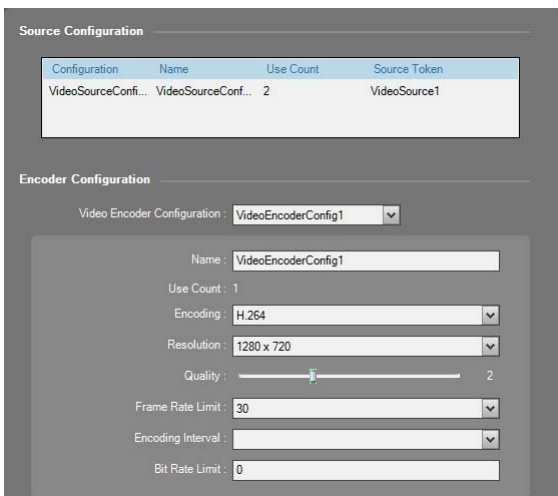 Source Configuration
Configuration Name Use Count Source Token
VideoSourceConfi... VideoSourceConf... 2 VideoSource1
Encoder Configuration
Video Encoder Configuration : VideoEncoderConfig1
Name : VideoEncoderConfig1
Use Count : 1
Encoding : H.264
Resolution : 1280 x 720
Quality : 2
Frame Rate Limit : 30
Encoding Interval :
Bit Rate Limit : 0